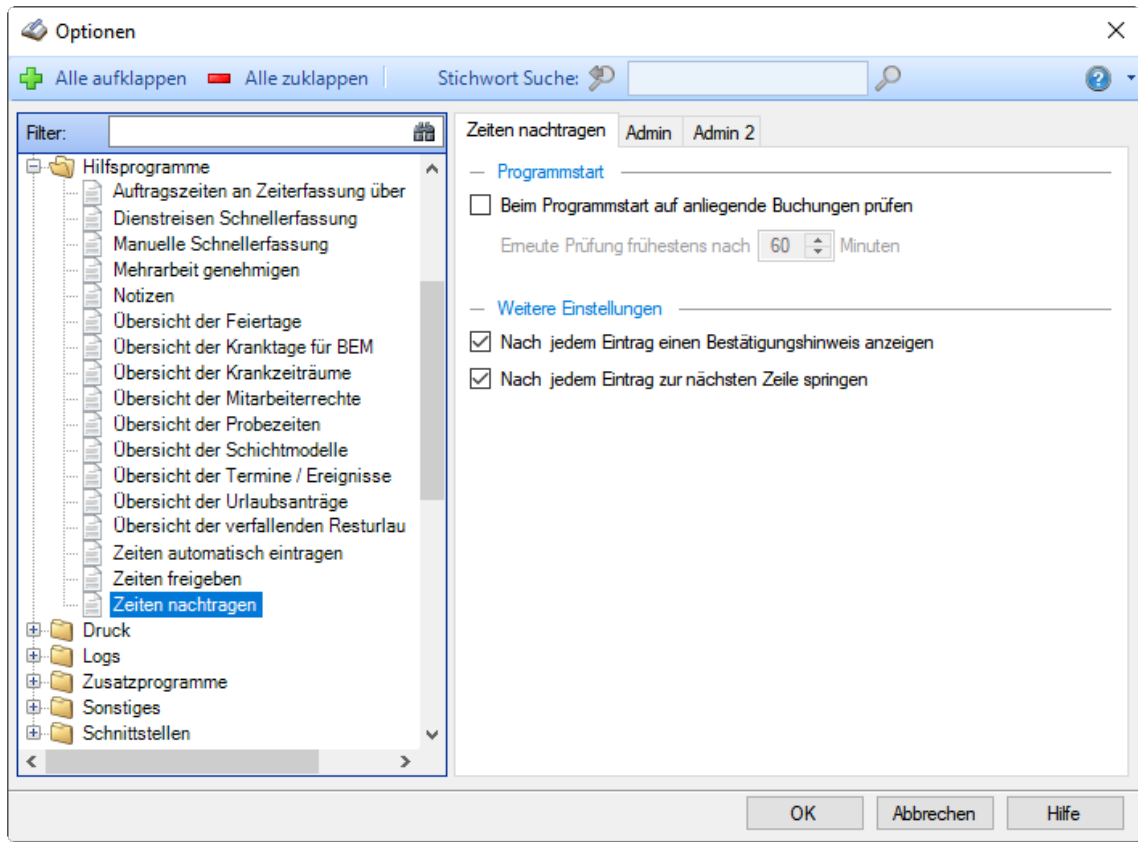 Optionen
Alle aufklappen Alle zuklappen Stichwort Suche:
Filter:
Hilfsprogramme
Auftragszeiten an Zeiterfassung über
Dienstreisen Schnellerfassung
Manuelle Schnellerfassung
Mehrarbeit genehmigen
Notizen
Übersicht der Feiertage
Übersicht der Kranktage für BEM
Übersicht der Krankzeiträume
Übersicht der Mitarbeiterrechte
Übersicht der Probezeiten
Übersicht der Schichtmodelle
Übersicht der Termine / Ereignisse
Übersicht der Urlaubsanträge
Übersicht der verfallenden Resturlau
Zeiten automatisch eintragen
Zeiten freigeben
Zeiten nachtragen
Druck
Logs
Zusatzprogramme
Sonstiges
Schnittstellen
Zeiten nachtragen Admin Admin 2
Programmstart
Beim Programmstart auf anliegende Buchungen prüfen
Erneute Prüfung frühestens nach 60 Minuten
Weitere Einstellungen
Nach jedem Eintrag einen Bestätigungshinweis anzeigen
Nach jedem Eintrag zur nächsten Zeile springen
OK Abbrechen Hilfe